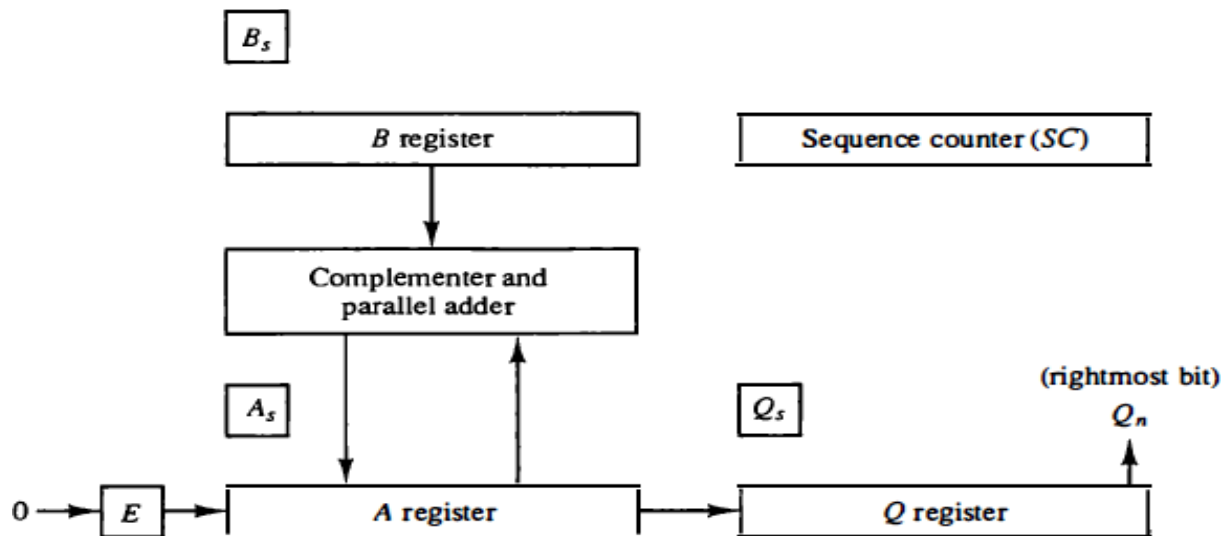 B_s
B register
Sequence counter (SC)
Complementer and
parallel adder
(rightmost bit)
A_s
Q_s
Q_n
0
E
A register
Q register